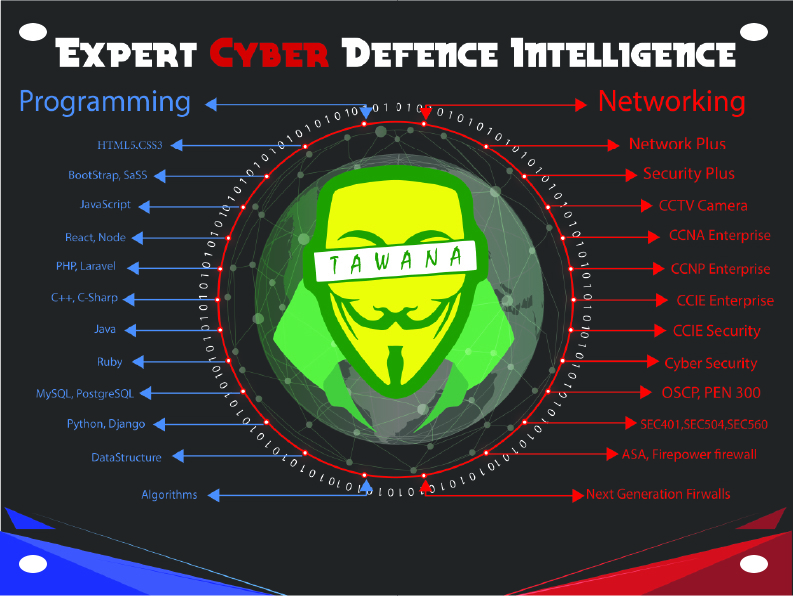 Expert Cyber Defence Intelligence
Programming
Networking
HTML5.CSS3
BootStrap, SaSS
JavaScript
React, Node
PHP, Laravel
C++, C-Sharp
Java
Ruby
MySQL, PostgreSQL
Python, Django
DataStructure
Algorithms
TAWANA
Network Plus
Security Plus
CCTV Camera
CCNA Enterprise
CCNP Enterprise
CCIE Enterprise
CCIE Security
Cyber Security
OSCP, PEN 300
SEC401,SEC504,SEC560
ASA, Firepower firewall
Next Generation Firwalls